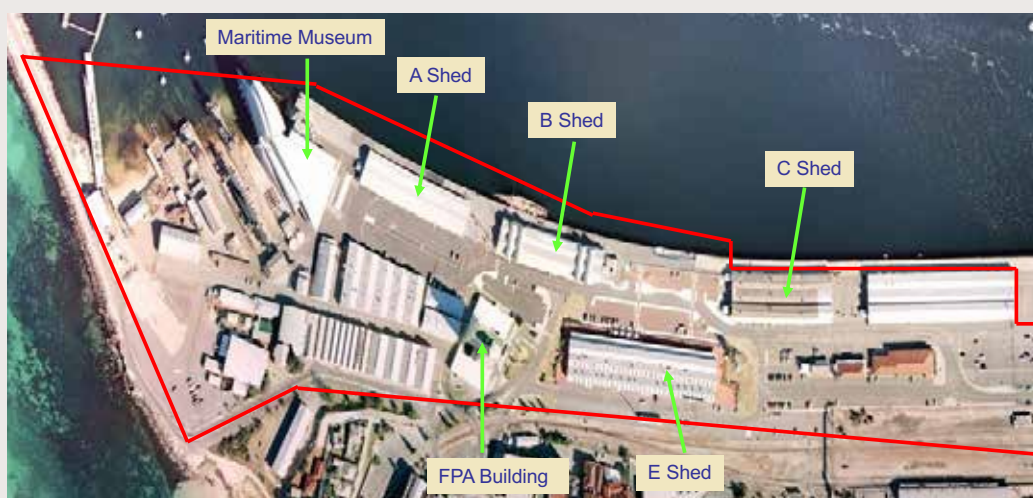 Maritime Museum
A Shed
B Shed
C Shed
FPA Building
E Shed